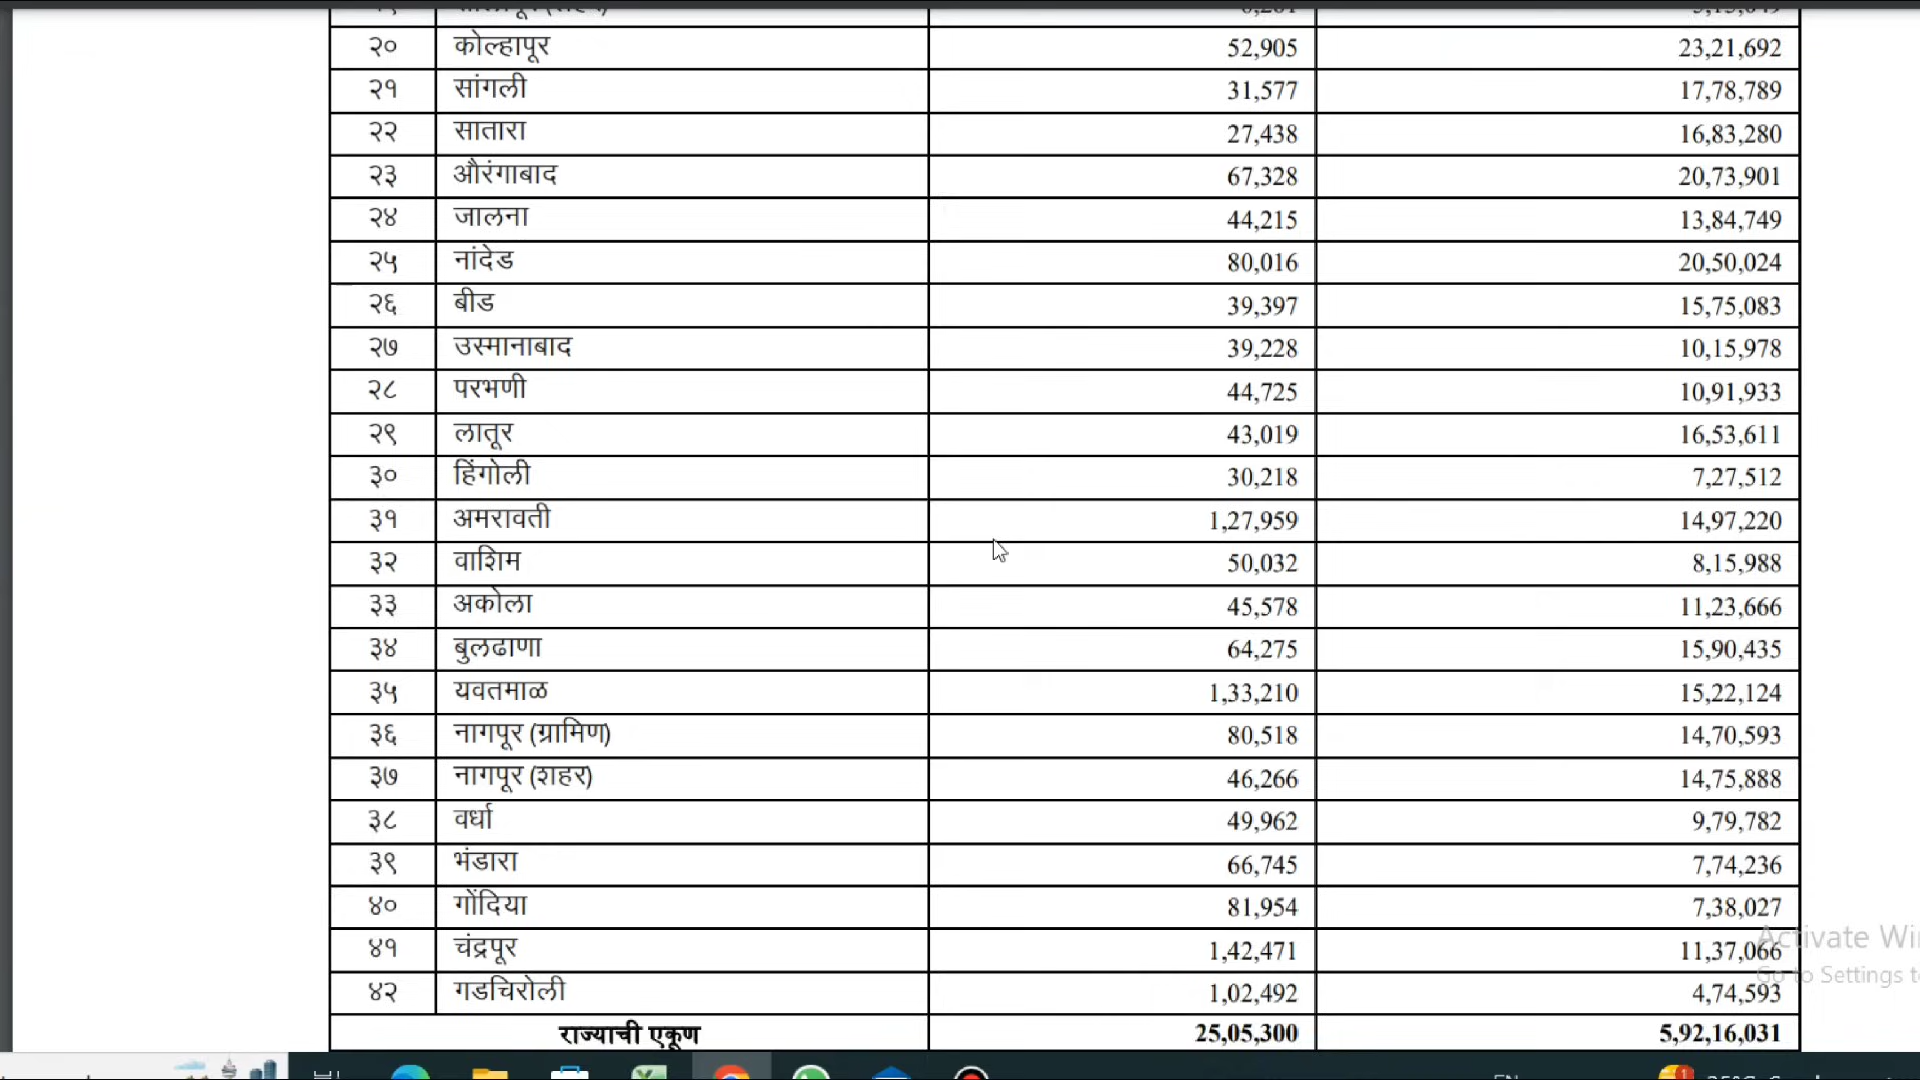 २० कोल्हापूर 52,905 23,21,692
२१ सांगली 31,577 17,78,789
२२ सातारा 27,438 16,83,280
२३ औरंगाबाद 67,328 20,73,901
२४ जालना 44,215 13,84,749
२५ नांदेड 80,016 20,50,024
२६ बीड 39,397 15,75,083
२७ उस्मानाबाद 39,228 10,15,978
२८ परभणी 44,725 10,91,933
२९ लातूर 43,019 16,53,611
३० हिंगोली 30,218 7,27,512
३१ अमरावती 1,27,959 14,97,220
३२ वाशिम 50,032 8,15,988
३३ अकोला 45,578 11,23,666
३४ बुलढाणा 64,275 15,90,435
३५ यवतमाळ 1,33,210 15,22,124
३६ नागपूर (ग्रामिण) 80,518 14,70,593
३७ नागपूर (शहर) 46,266 14,75,888
३८ वर्धा 49,962 9,79,782
३९ भंडारा 66,745 7,74,236
४० गोंदिया 81,954 7,38,027
४१ चंद्रपूर 1,42,471 11,37,066
४२ गडचिरोली 1,02,492 4,74,593
राज्याची एकूण 25,05,300 5,92,16,031
Activate Wi
Go to Settings t